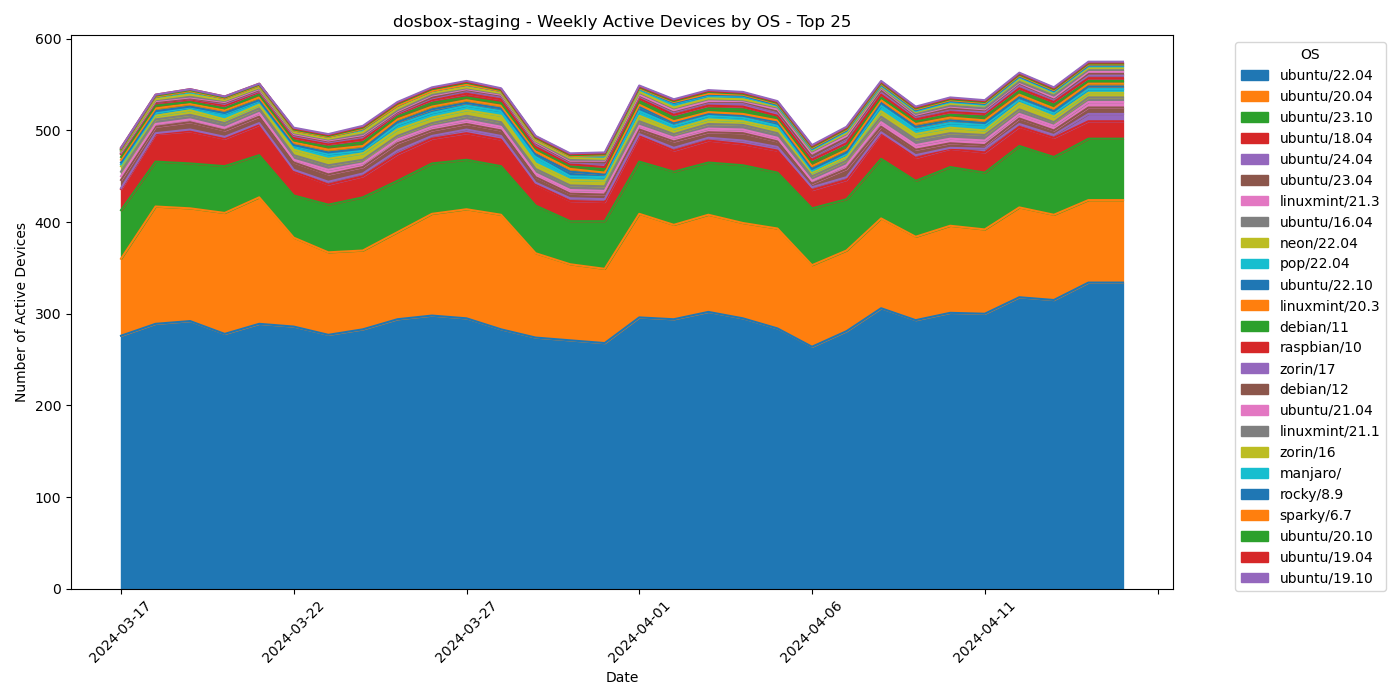 dosbox-staging - Weekly Active Devices by OS - Top 25
Number of Active Devices
600
500
400
300
200
100
0
2024-03-17
2024-03-22
2024-03-27
2024-04-01
2024-04-06
2024-04-11
Date
OS
ubuntu/22.04
ubuntu/20.04
ubuntu/23.10
ubuntu/18.04
ubuntu/24.04
ubuntu/23.04
linuxmint/21.3
ubuntu/16.04
neon/22.04
pop/22.04
ubuntu/22.10
linuxmint/20.3
debian/11
raspbian/10
zorin/17
debian/12
ubuntu/21.04
linuxmint/21.1
zorin/16
manjaro/
rocky/8.9
sparky/6.7
ubuntu/20.10
ubuntu/19.04
ubuntu/19.10